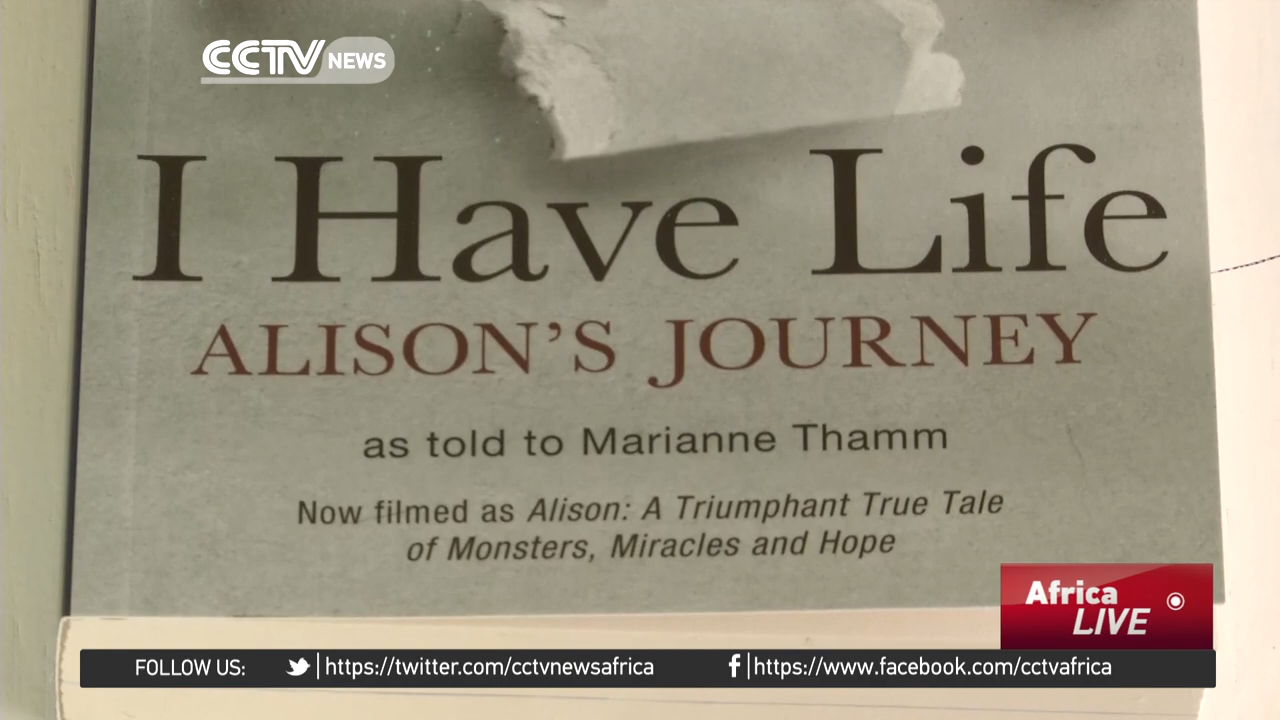 CCTV NEWS
I Have Life
ALISON'S JOURNEY
as told to Marianne Thamm
Now filmed as Alison: A Triumphant True Tale
of Monsters, Miracles and Hope
Africa
LIVE
FOLLOW US: https://twitter.com/cctvnewsafrica https://www.facebook.com/cctvafrica